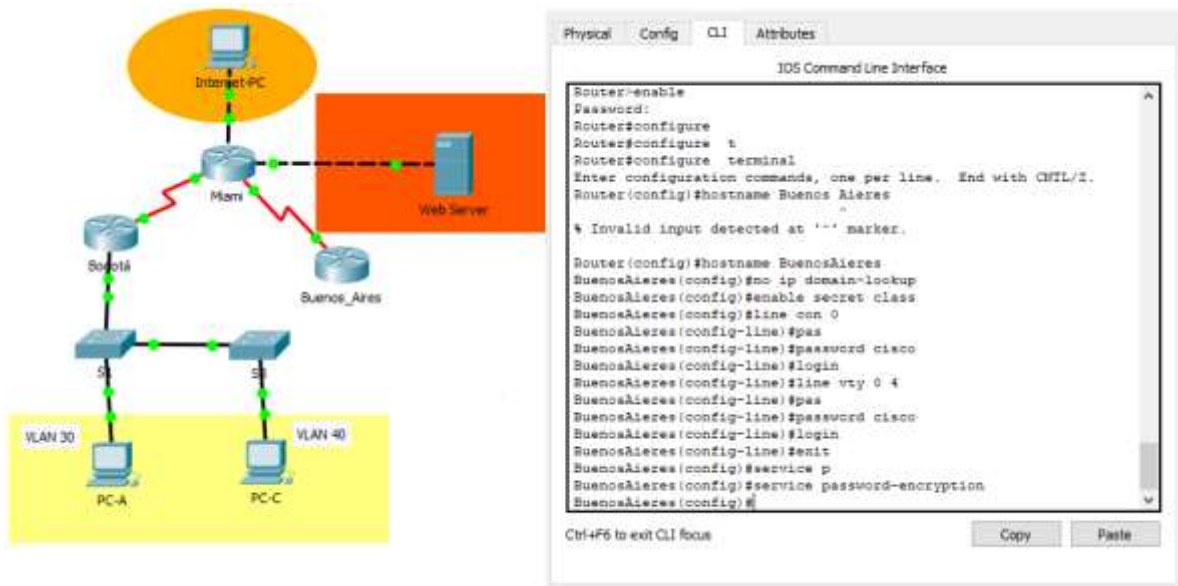 Internet-PC
Miami
Web Server
Bogotá
Buenos_Aires
S1
VLAN 30
VLAN 40
PC-A
PC-C
Physical Config CLI Attributes
IOS Command Line Interface
Router>enable
Password:
Router#configure
Router#configure t
Router#configure terminal
Enter configuration commands, one per line. End with CNTL/Z.
Router(config)#hostname Buenos Aieres
^
% Invalid input detected at '^' marker.
Router(config)#hostname BuenosAieres
BuenosAieres(config)#no ip domain-lookup
BuenosAieres(config)#enable secret class
BuenosAieres(config)#line con 0
BuenosAieres(config-line)#pas
BuenosAieres(config-line)#password cisco
BuenosAieres(config-line)#login
BuenosAieres(config-line)#line vty 0 4
BuenosAieres(config-line)#pas
BuenosAieres(config-line)#password cisco
BuenosAieres(config-line)#login
BuenosAieres(config-line)#exit
BuenosAieres(config)#service p
BuenosAieres(config)#service password-encryption
BuenosAieres(config)#
Ctrl+F6 to exit CLI focus
Copy Paste